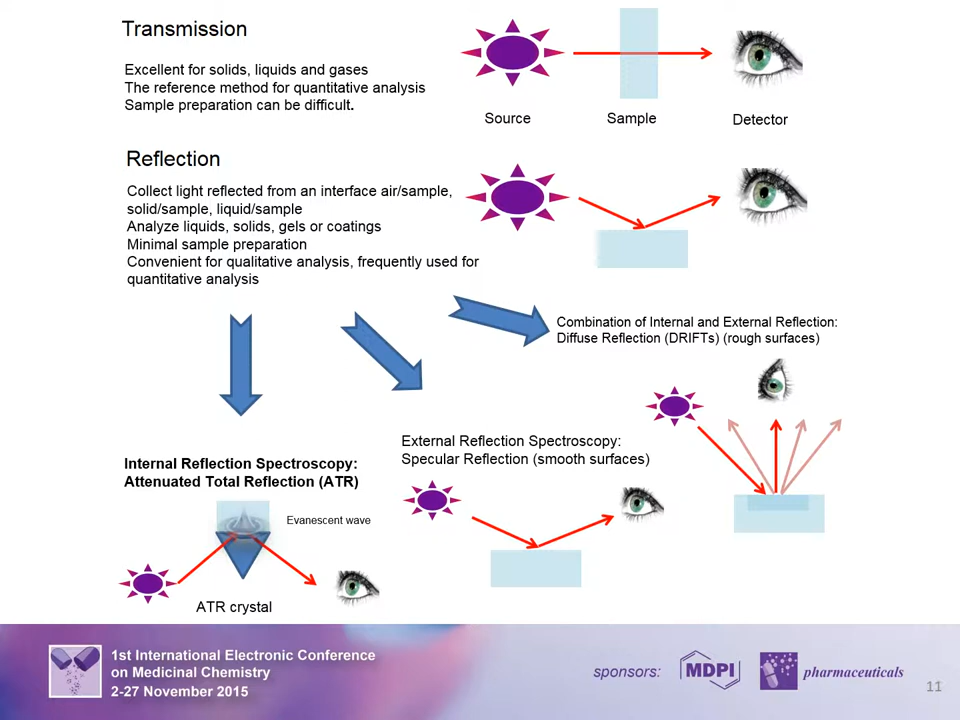 Transmission
Excellent for solids, liquids and gases
The reference method for quantitative analysis
Sample preparation can be difficult.
Source
Sample
Detector
Reflection
Collect light reflected from an interface air/sample,
solid/sample, liquid/sample
Analyze liquids, solids, gels or coatings
Minimal sample preparation
Convenient for qualitative analysis, frequently used for
quantitative analysis
Combination of Internal and External Reflection:
Diffuse Reflection (DRIFTs) (rough surfaces)
External Reflection Spectroscopy:
Specular Reflection (smooth surfaces)
Internal Reflection Spectroscopy:
Attenuated Total Reflection (ATR)
Evanescent wave
ATR crystal
1st International Electronic Conference
on Medicinal Chemistry
2-27 November 2015
sponsors:
MDPI
pharmaceuticals
11